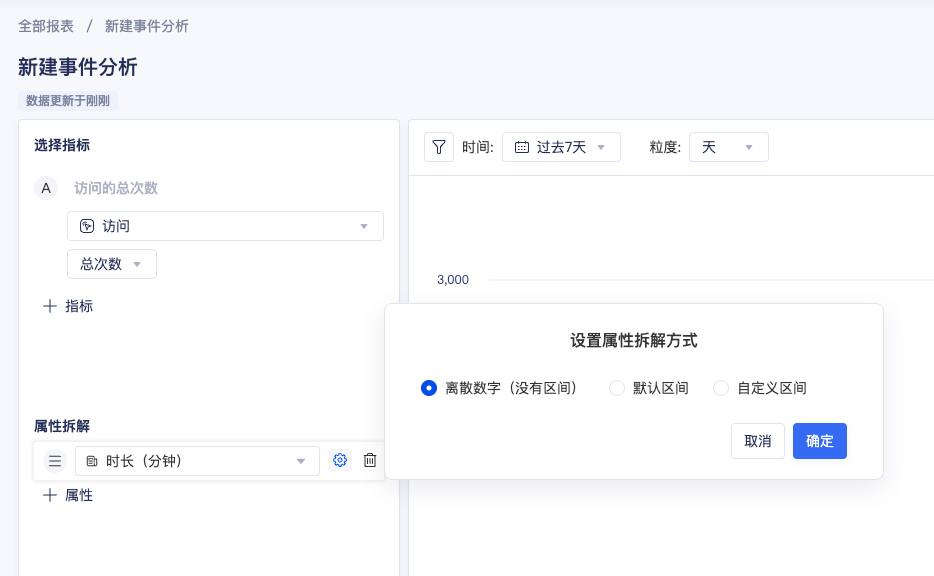 全部报表 / 新建事件分析
新建事件分析
数据更新于刚刚
选择指标
A 访问的总次数
访问
总次数
指标
属性拆解
时长（分钟）
属性
时间: 过去7天 粒度: 天
3,000
设置属性拆解方式
离散数字（没有区间） 默认区间 自定义区间
取消 确定